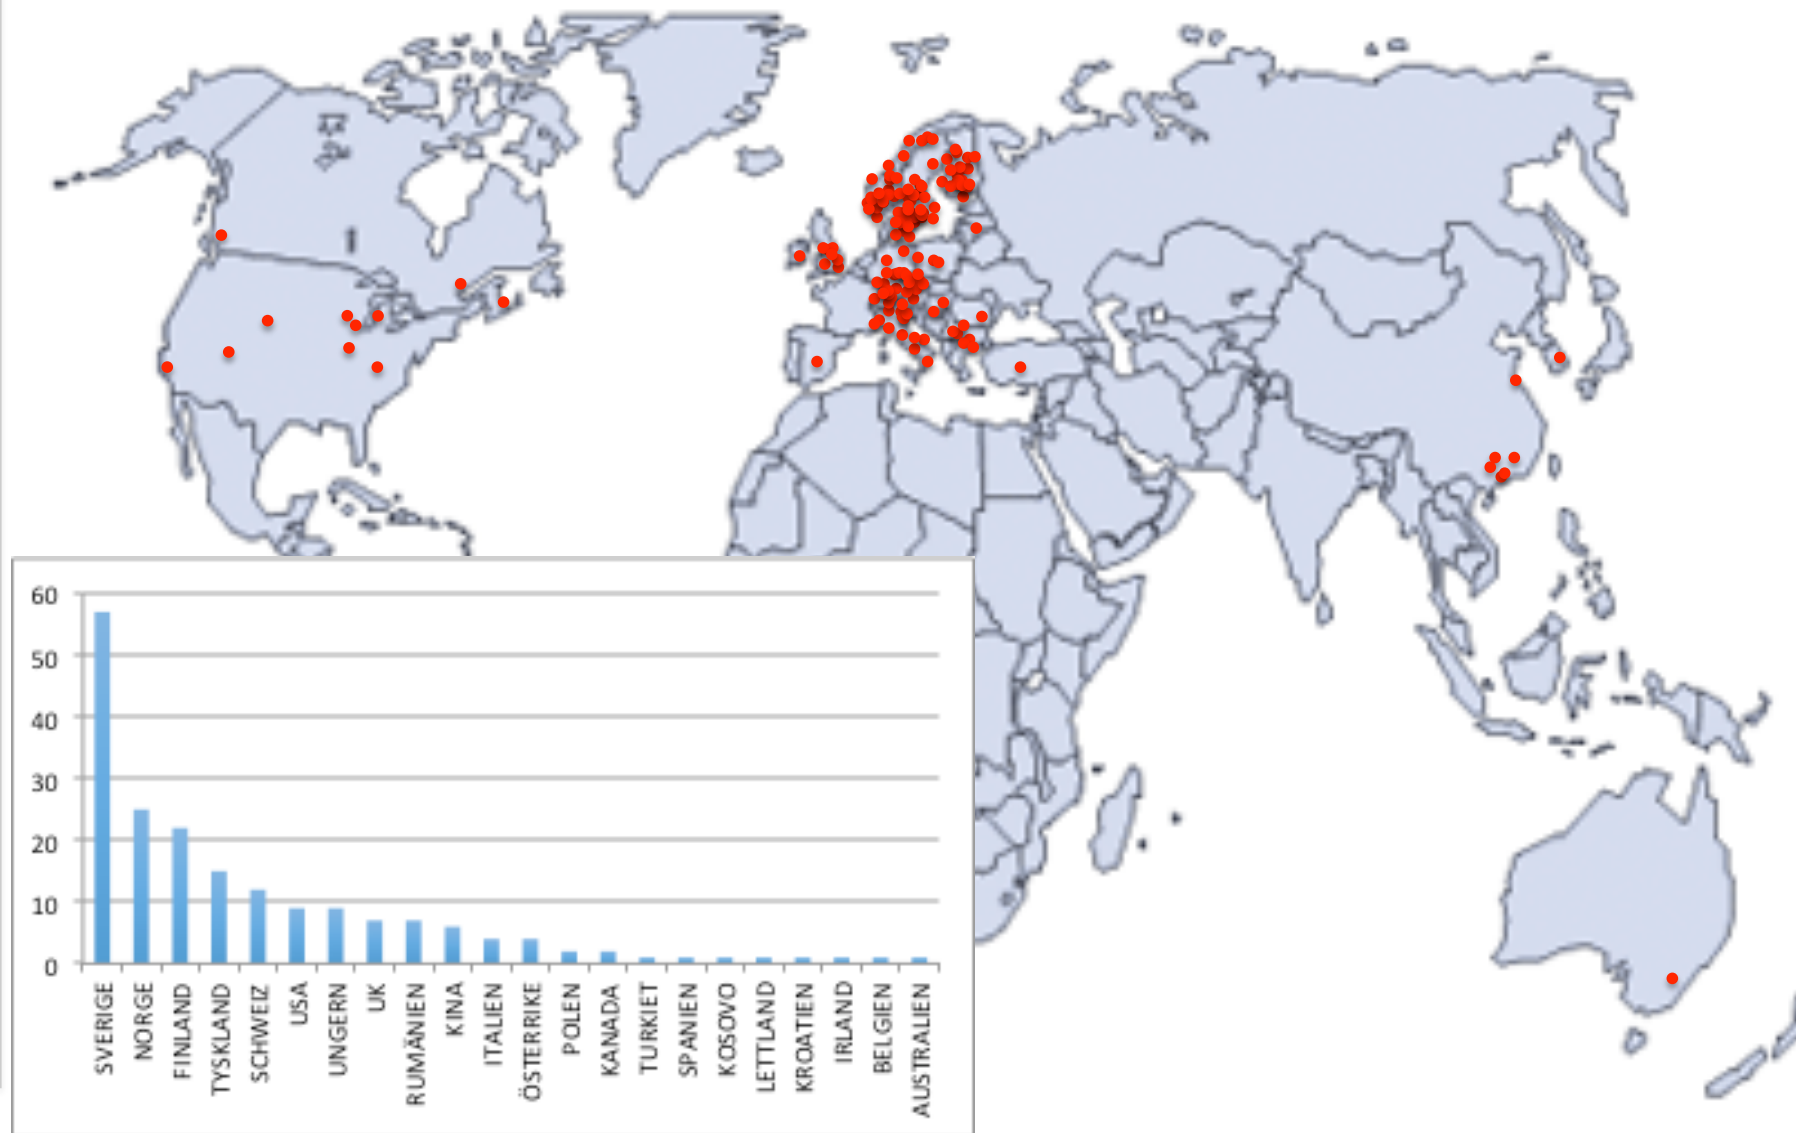 60
50
40
30
20
10
0
SVERIGE
NORGE
FINLAND
TYSKLAND
SCHWEIZ
USA
UNGERN
UK
RUMÄNIEN
KINA
ITALIEN
ÖSTERRIKE
POLEN
KANADA
TURKIET
SPANIEN
KOSOVO
LETTLAND
KROATIEN
IRLAND
BELGIEN
AUSTRALIEN